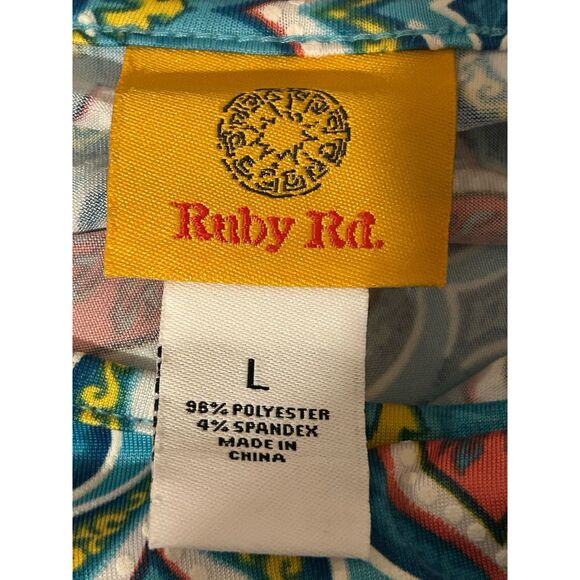 Ruby Rd.
L
96% POLYESTER
4% SPANDEX
MADE IN
CHINA